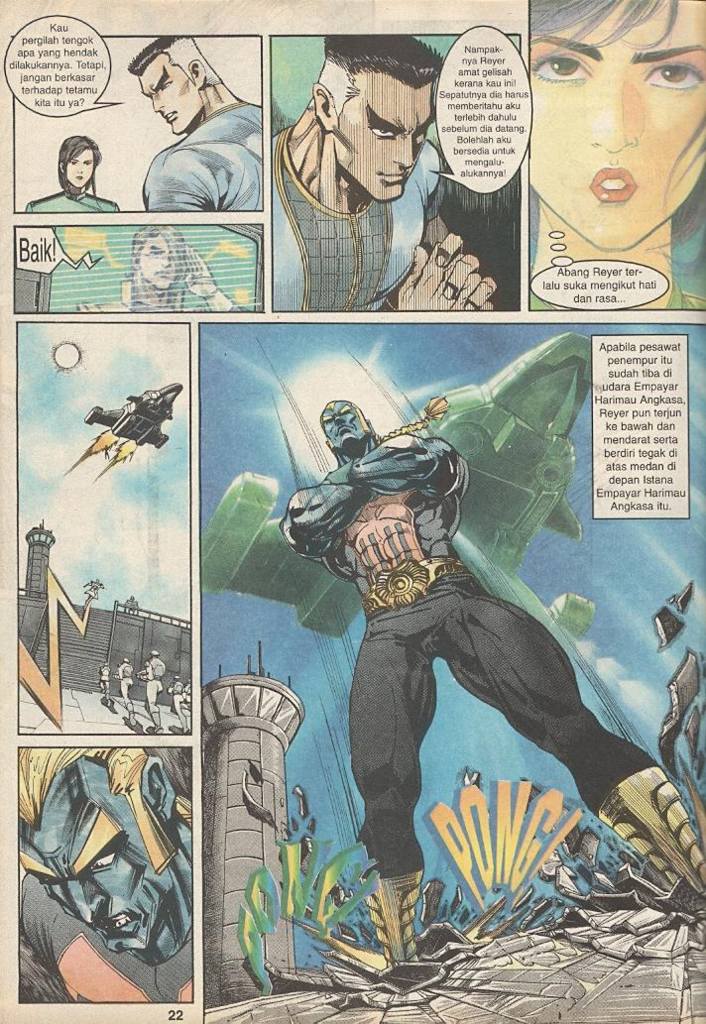 Kau
pergilah tengok
apa yang hendak
dilakukannya. Tetapi,
jangan berkasar
terhadap tetamu
kita itu ya?
Nampak-
nya Reyer
amat gelisah
kerana kau ini!
Sepatutnya dia harus
memberitahu aku
terlebih dahulu
sebelum dia datang.
Bolehlah aku
bersedia untuk
mengalu-
alukannya!
Baik!
Abang Reyer ter-
lalu suka mengikut hati
dan rasa...
Apabila pesawat
penempur itu
sudah tiba di
udara Empayar
Harimau Angkasa,
Reyer pun terjun
ke bawah dan
mendarat serta
berdiri tegak di
atas medan di
depan Istana
Empayar Harimau
Angkasa itu.
PONG!
PONG!
22